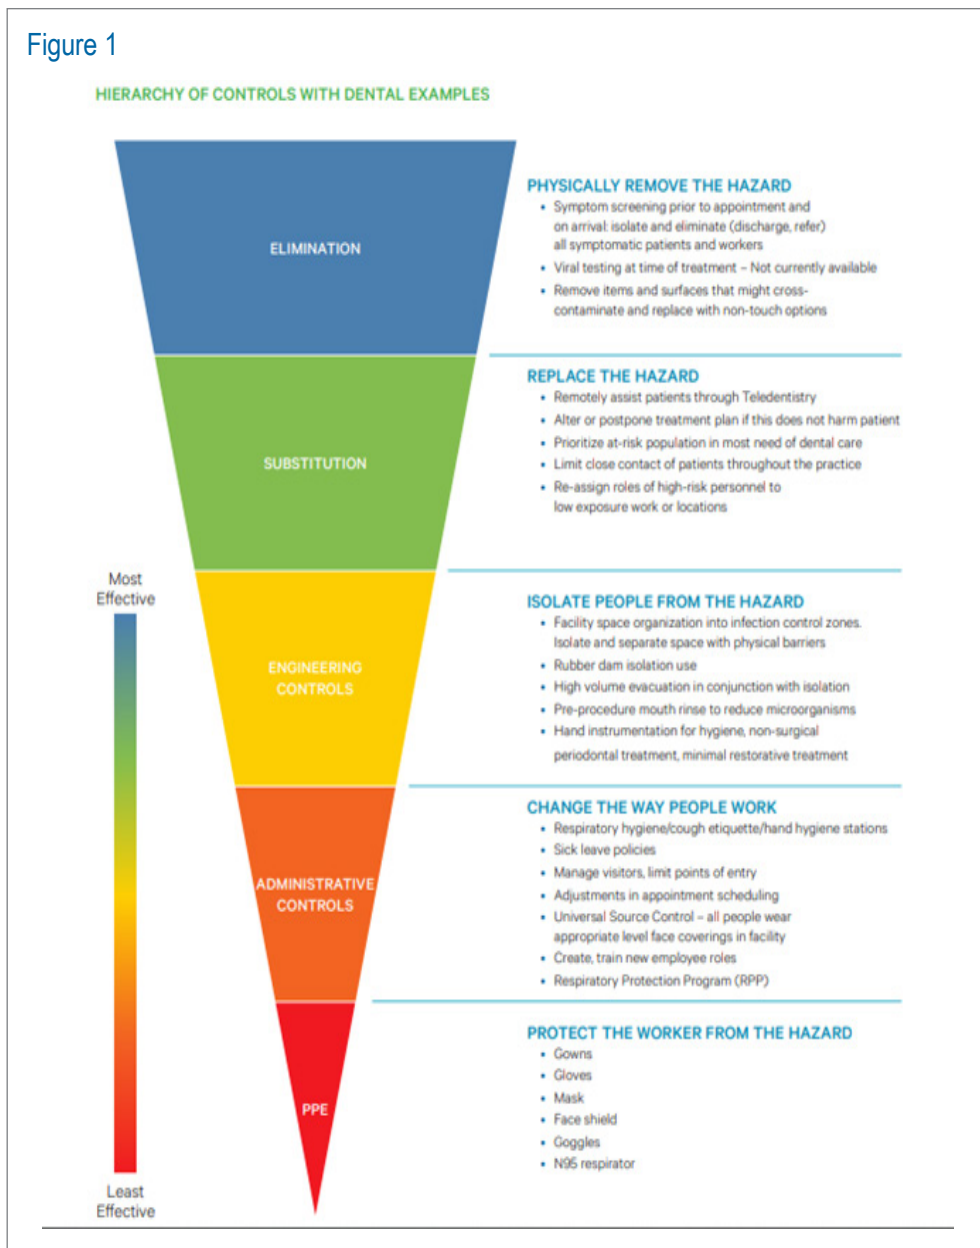 Figure 1
HIERARCHY OF CONTROLS WITH DENTAL EXAMPLES
ELIMINATION
PHYSICALLY REMOVE THE HAZARD
• Symptom screening prior to appointment and
on arrival: isolate and eliminate (discharge, refer)
all symptomatic patients and workers
• Viral testing at time of treatment – Not currently available
• Remove items and surfaces that might cross-
contaminate and replace with non-touch options
SUBSTITUTION
REPLACE THE HAZARD
• Remotely assist patients through Teledentistry
• Alter or postpone treatment plan if this does not harm patient
• Prioritize at-risk population in most need of dental care
• Limit close contact of patients throughout the practice
• Re-assign roles of high-risk personnel to
low exposure work or locations
Most
Effective
ENGINEERING
CONTROLS
ISOLATE PEOPLE FROM THE HAZARD
• Facility space organization into infection control zones.
Isolate and separate space with physical barriers
• Rubber dam isolation use
• High volume evacuation in conjunction with isolation
• Pre-procedure mouth rinse to reduce microorganisms
• Hand instrumentation for hygiene, non-surgical
periodontal treatment, minimal restorative treatment
ADMINISTRATIVE
CONTROLS
CHANGE THE WAY PEOPLE WORK
• Respiratory hygiene/cough etiquette/hand hygiene stations
• Sick leave policies
• Manage visitors, limit points of entry
• Adjustments in appointment scheduling
• Universal Source Control – all people wear
appropriate level face coverings in facility
• Create, train new employee roles
• Respiratory Protection Program (RPP)
PPE
PROTECT THE WORKER FROM THE HAZARD
• Gowns
• Gloves
• Mask
• Face shield
• Goggles
• N95 respirator
Least
Effective